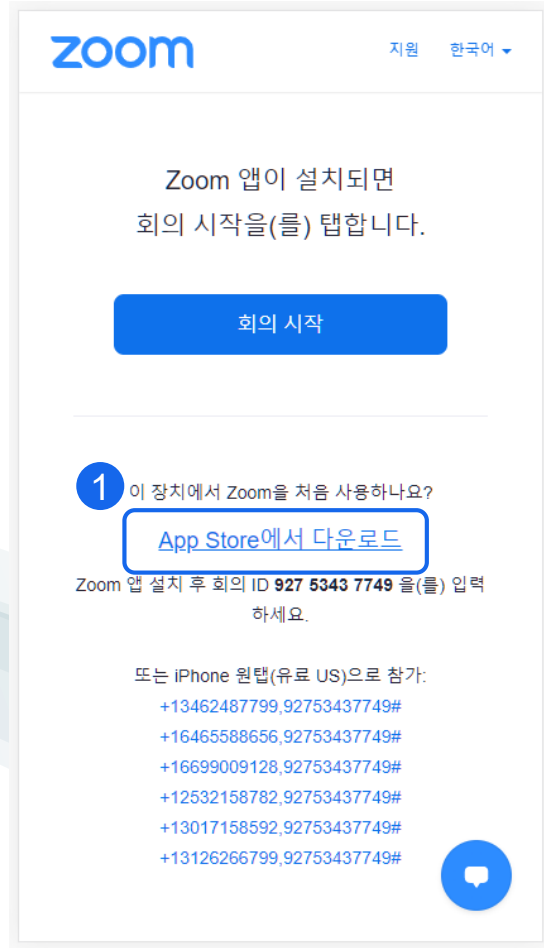 zoom
지원 한국어
Zoom 앱이 설치되면
회의 시작을(를) 탭합니다.
회의 시작
1
이 장치에서 Zoom을 처음 사용하나요?
App Store에서 다운로드
Zoom 앱 설치 후 회의 ID 927 5343 7749 을(를) 입력
하세요.
또는 iPhone 원탭(유료 US)으로 참가:
+13462487799,92753437749#
+16465588656,92753437749#
+16699009128,92753437749#
+12532158782,92753437749#
+13017158592,92753437749#
+13126266799,92753437749#